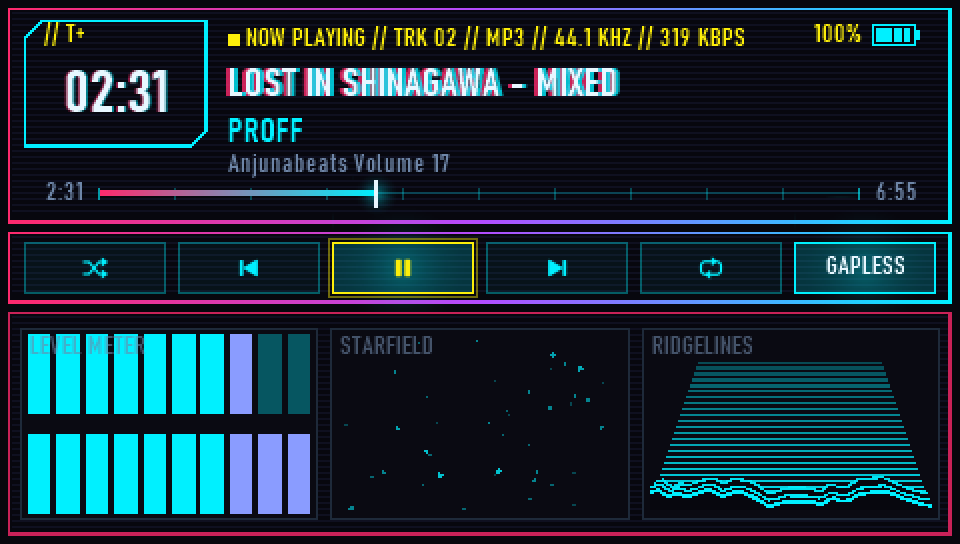 // T+
02:31
NOW PLAYING // TRK 02 // MP3 // 44.1 KHZ // 319 KBPS
100%
LOST IN SHINAGAWA – MIXED
PROFF
Anjunabeats Volume 17
2:31
6:55
GAPLESS
LEVEL METER
STARFIELD
RIDGELINES